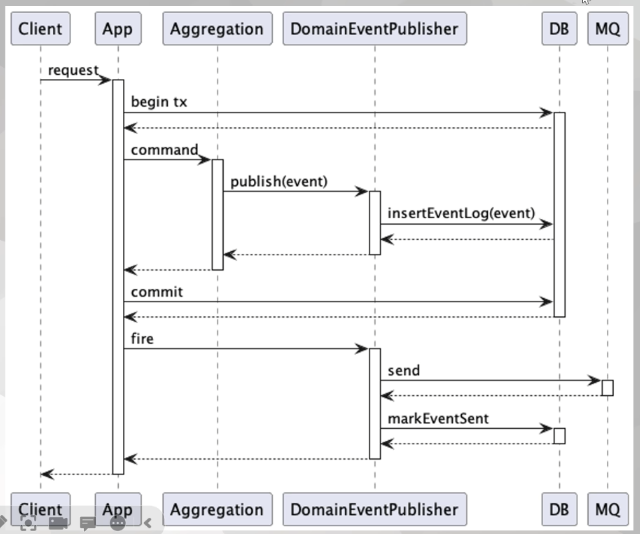 Client App Aggregation DomainEventPublisher DB MQ
request
begin tx
command
publish(event)
insertEventLog(event)
commit
fire
send
markEventSent
Client App Aggregation DomainEventPublisher DB MQ